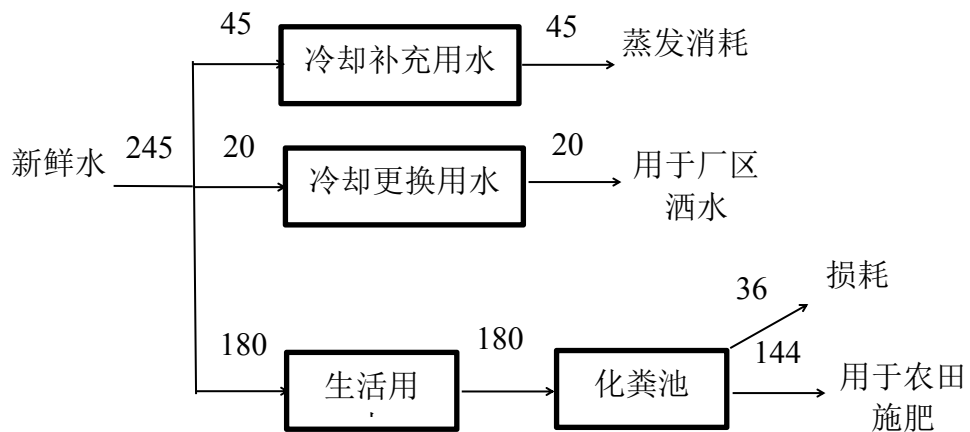 45
冷却补充用水
45
蒸发消耗
新鲜水
245
20
冷却更换用水
20
用于厂区
洒水
180
生活用
180
化粪池
36
损耗
144
用于农田
施肥